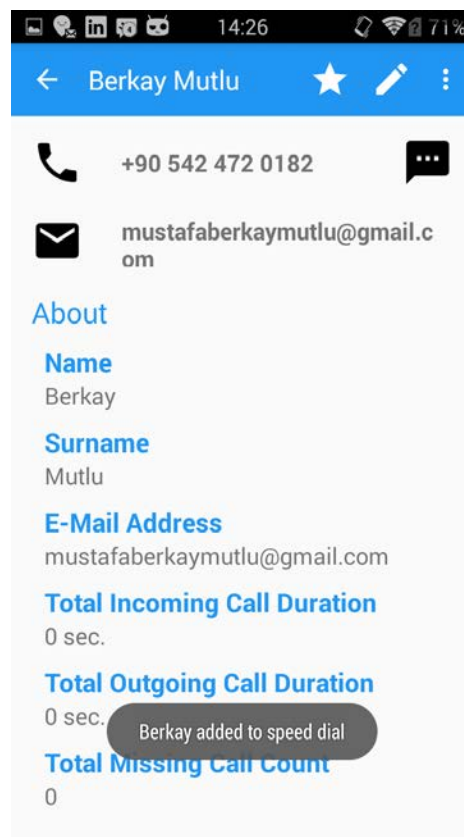 14:26 71%
Berkay Mutlu
+90 542 472 0182
mustafaberkaymutlu@gmail.c
om
About
Name
Berkay
Surname
Mutlu
E-Mail Address
mustafaberkaymutlu@gmail.com
Total Incoming Call Duration
0 sec.
Total Outgoing Call Duration
0 sec.
Berkay added to speed dial
Total Missing Call Count
0